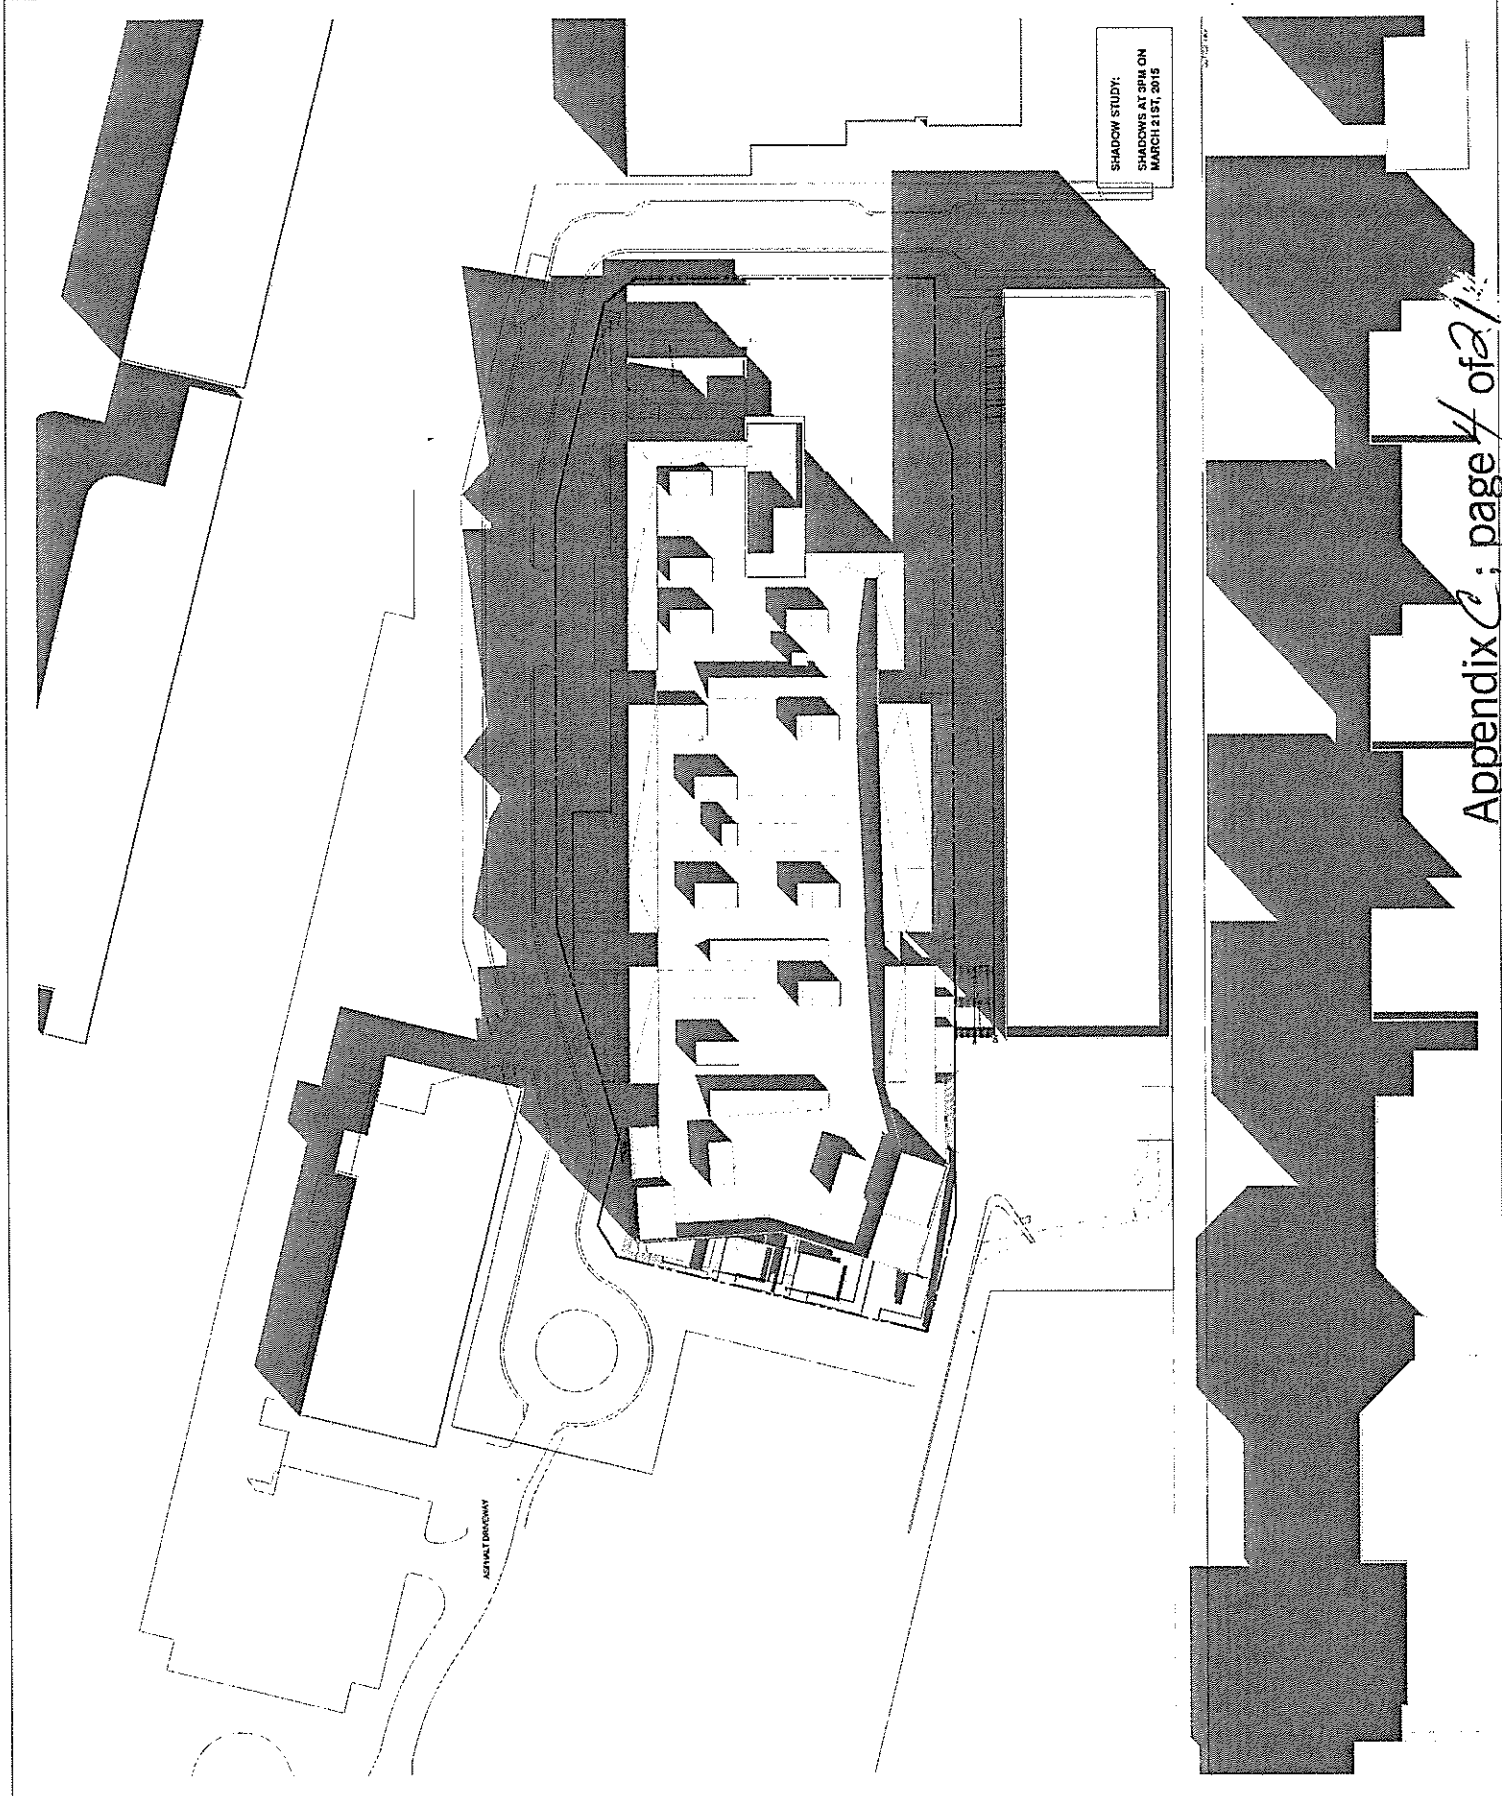 SHADOW STUDY:
SHADOWS AT 3PM ON
MARCH 21ST, 2015
ASPHALT DRIVEWAY
Appendix C; page 4 of 21